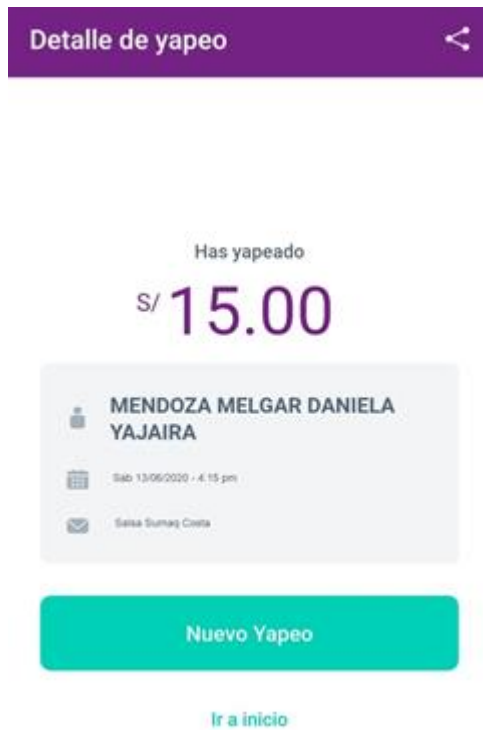 Detalle de yapeo
Has yapeado
S/ 15.00
MENDOZA MELGAR DANIELA
YAJAIRA
Sab 13/06/2020 - 4:15 pm
Salsa Sumaq Costa
Nuevo Yapeo
Ir a inicio